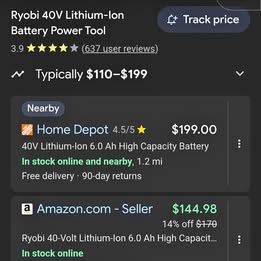 Ryobi 40V Lithium-Ion
Battery Power Tool
Track price
3.9 ★★★★★ (637 user reviews)
Typically $110–$199
Nearby
Home Depot 4.5/5 ★ $199.00
40V Lithium-Ion 6.0 Ah High Capacity Battery
In stock online and nearby, 1.2 mi
Free delivery · 90-day returns
a Amazon.com - Seller $144.98
14% off $170
Ryobi 40-Volt Lithium-Ion 6.0 Ah High Capacit...
In stock online